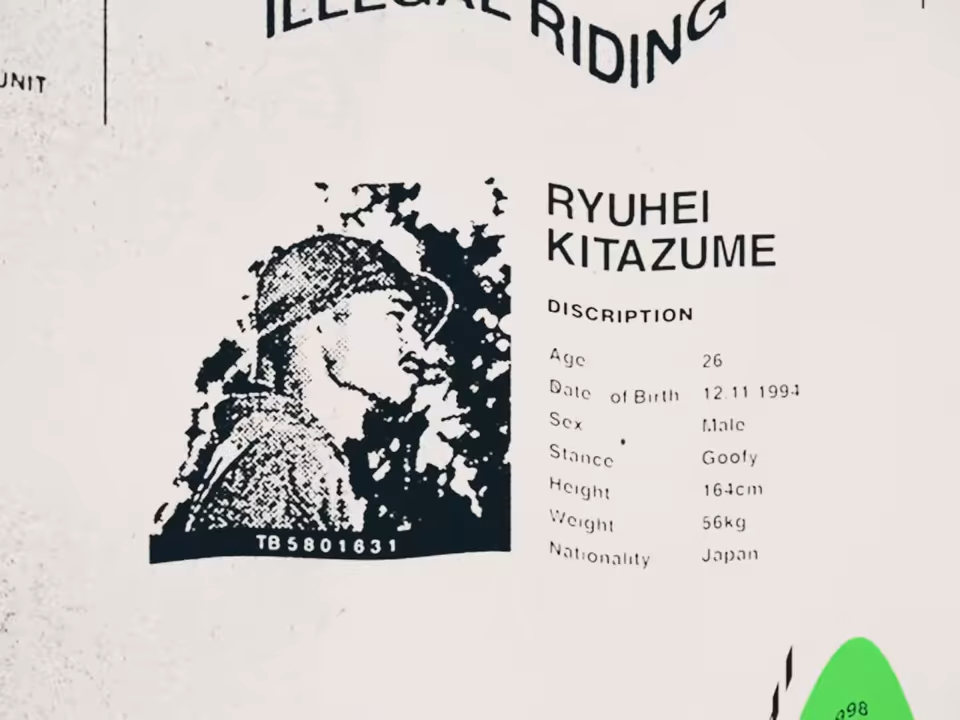 ILLEGAL RIDING
UNIT
RYUHEI
KITAZUME
DISCRIPTION
Age 26
Date of Birth 12.11 1994
Sex Male
Stance Goofy
Height 164cm
Weight 56kg
Nationality Japan
TB5801631
998